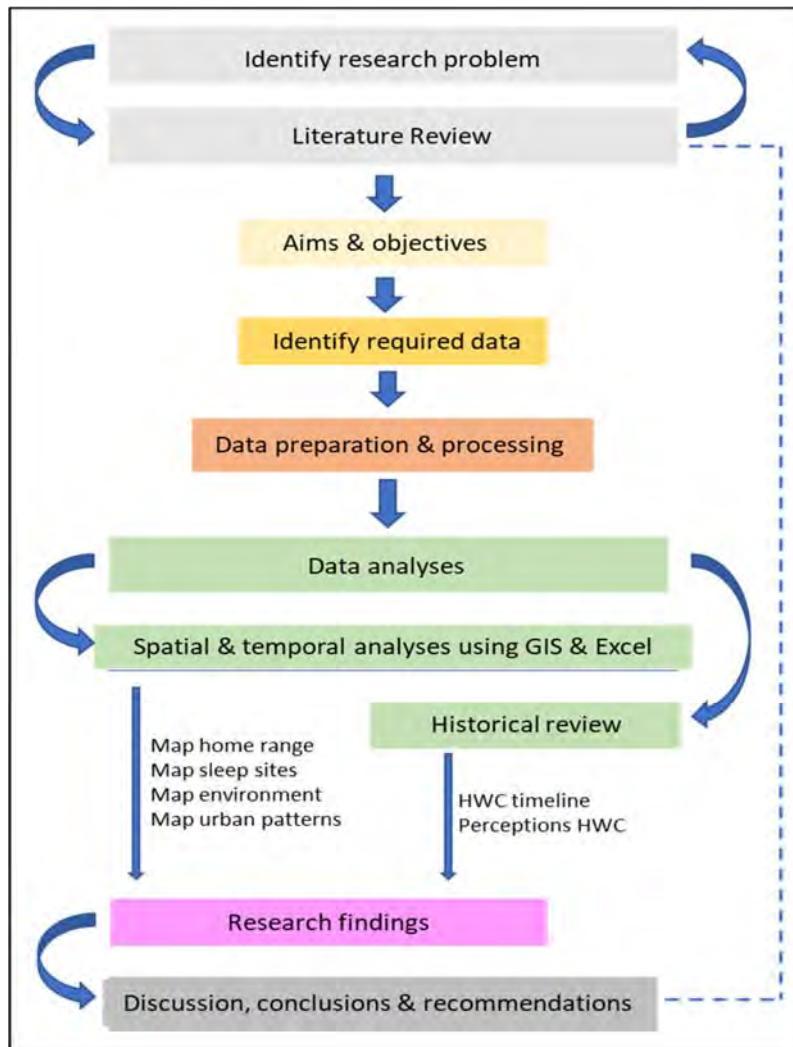 Identify research problem
Literature Review
Aims & objectives
Identify required data
Data preparation & processing
Data analyses
Spatial & temporal analyses using GIS & Excel
Historical review
Map home range
Map sleep sites
Map environment
Map urban patterns
HWC timeline
Perceptions HWC
Research findings
Discussion, conclusions & recommendations